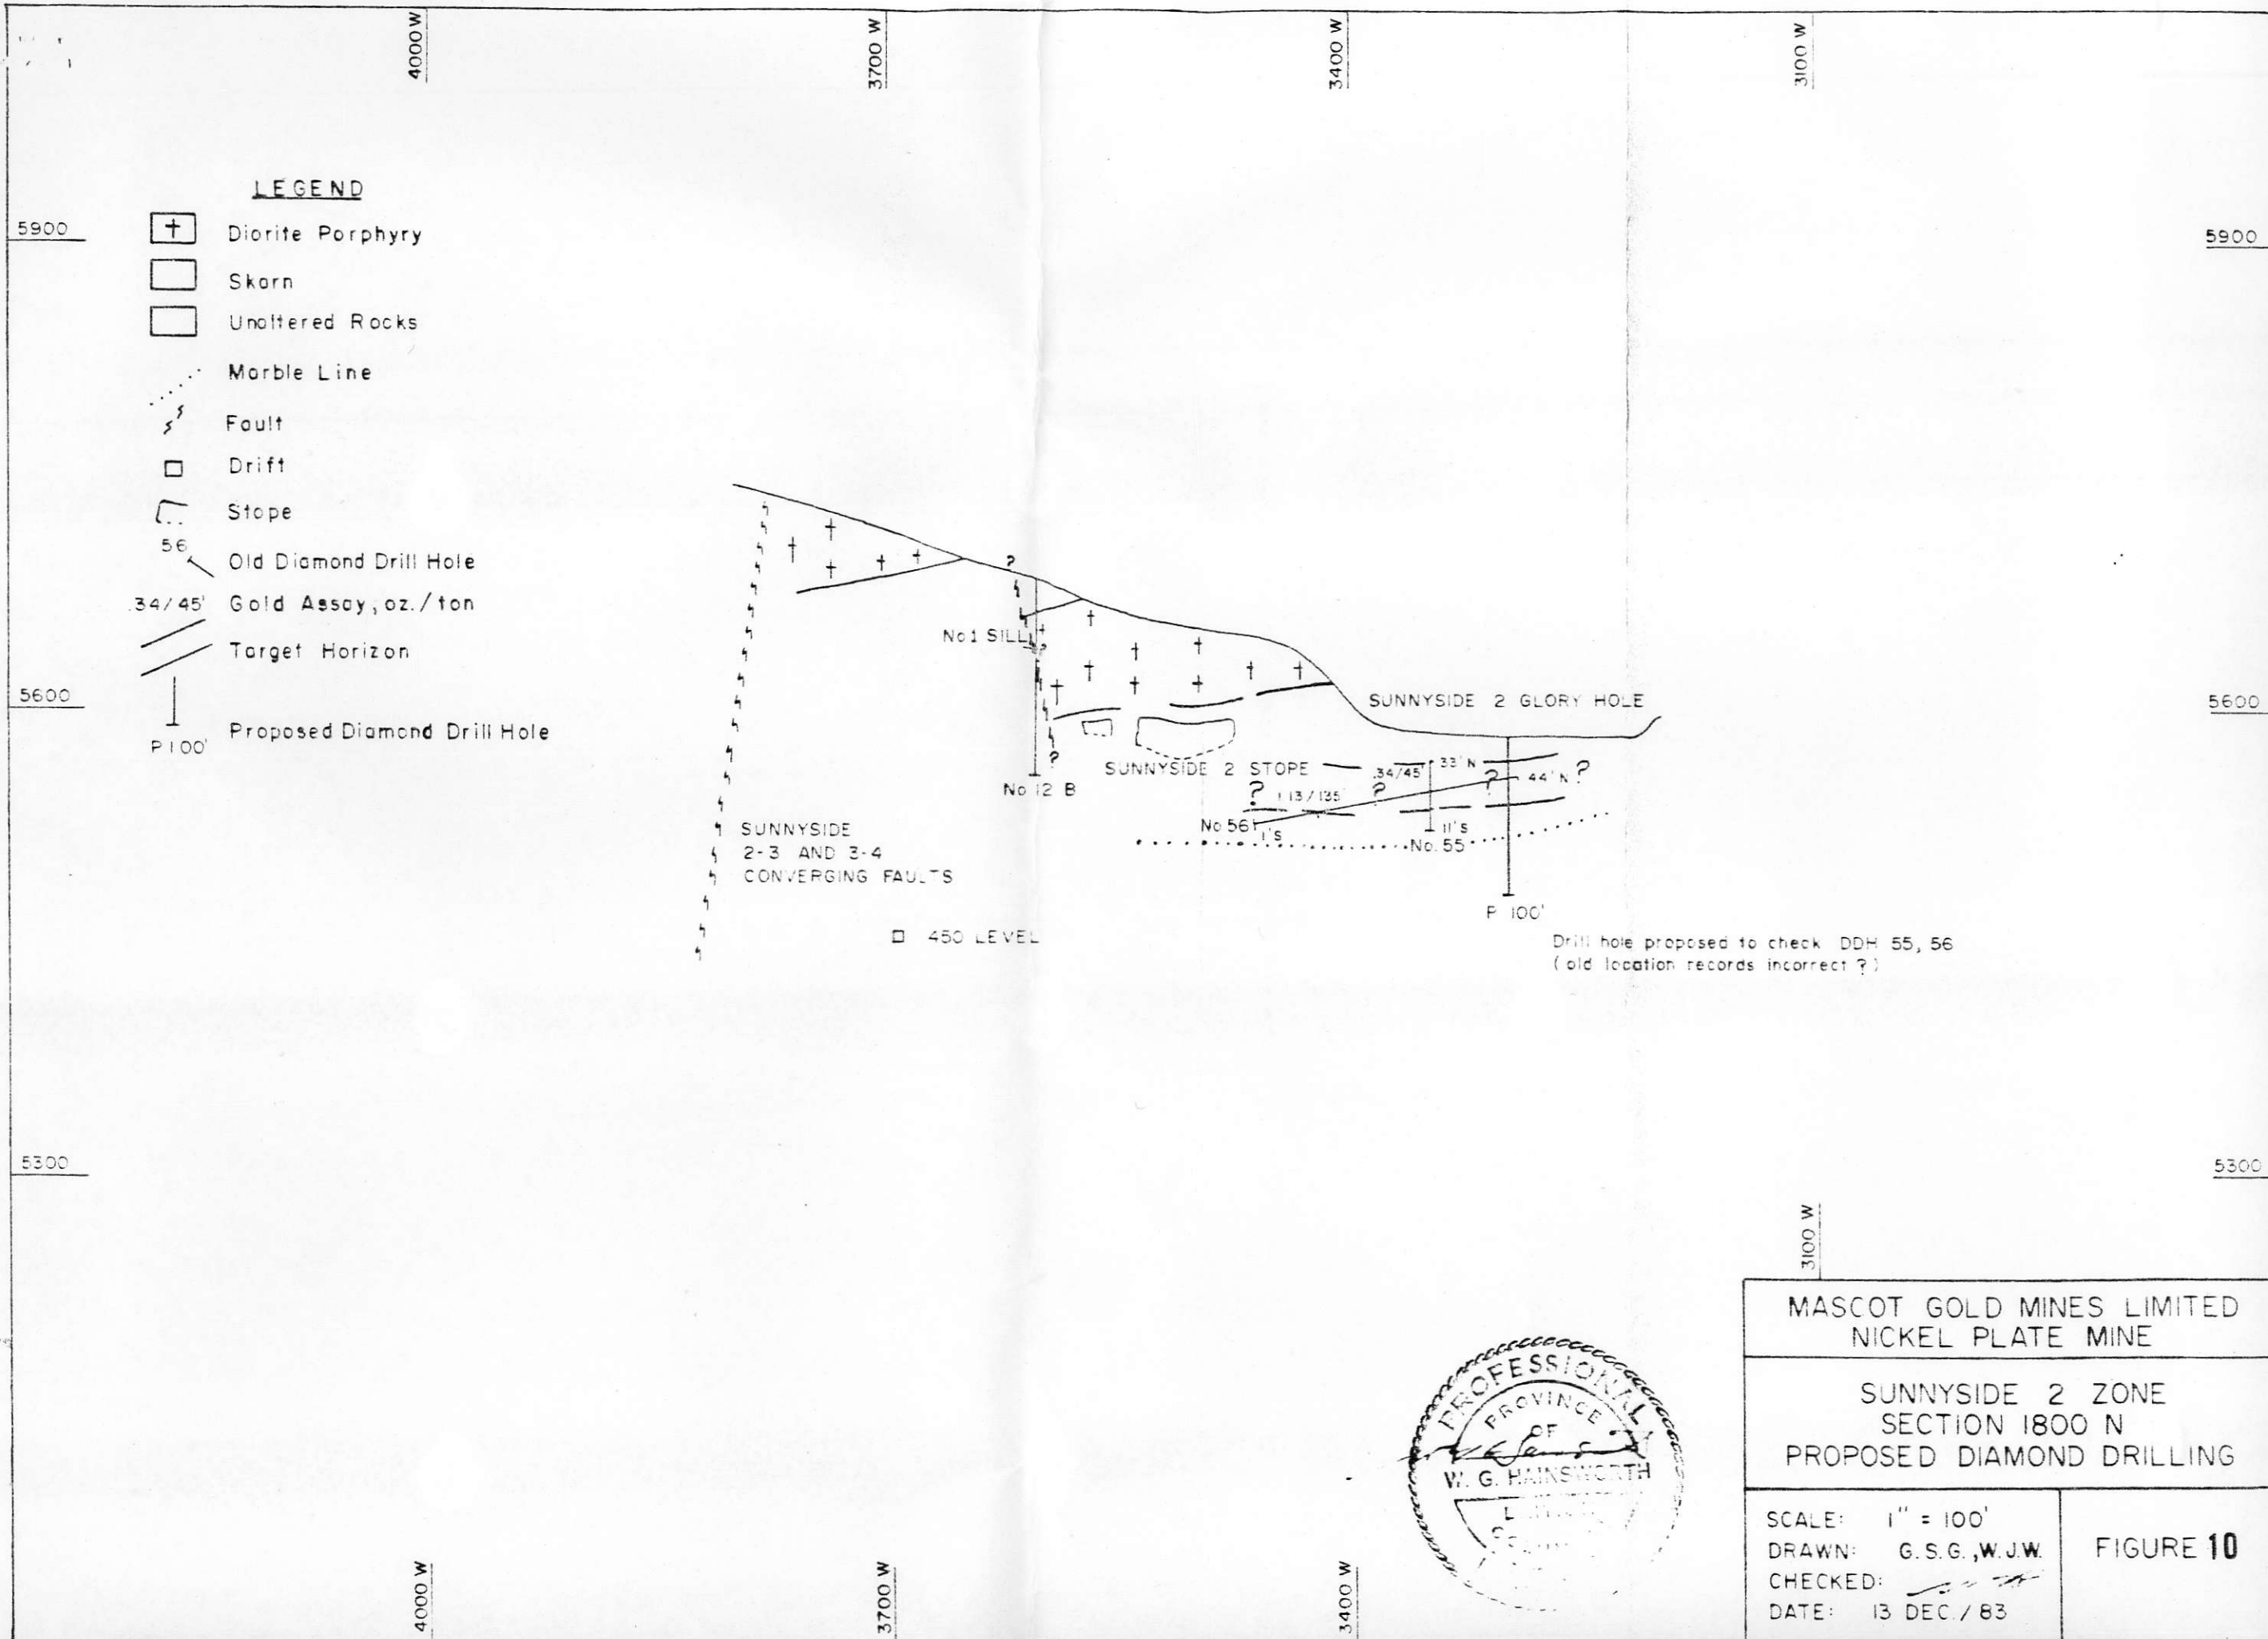 4000 W
3700 W
3400 W
3100 W
LEGEND
5900
5900
Diorite Porphyry
Skarn
Unaltered Rocks
Marble Line
Fault
Drift
Stope
56
Old Diamond Drill Hole
.34/45' Gold Assay, oz./ton
Target Horizon
P 100' Proposed Diamond Drill Hole
5600
5600
?
No 1 SILL
?
No 12 B
SUNNYSIDE 2 GLORY HOLE
SUNNYSIDE 2 STOPE
.34/45'
33' N
44' N ?
?
?
?
No 56
1'S
11'S
No. 55
P 100'
SUNNYSIDE
2-3 AND 3-4
CONVERGING FAULTS
450 LEVEL
Drill hole proposed to check DDH 55, 56
(old location records incorrect ?)
5300
5300
3100 W
MASCOT GOLD MINES LIMITED
NICKEL PLATE MINE
SUNNYSIDE 2 ZONE
SECTION 1800 N
PROPOSED DIAMOND DRILLING
SCALE: 1" = 100'
DRAWN: G.S.G., W.J.W.
CHECKED:
DATE: 13 DEC. / 83
FIGURE 10
PROFESSIONAL
PROVINCE
OF
W. G. HAINSWORTH
4000 W
3700 W
3400 W